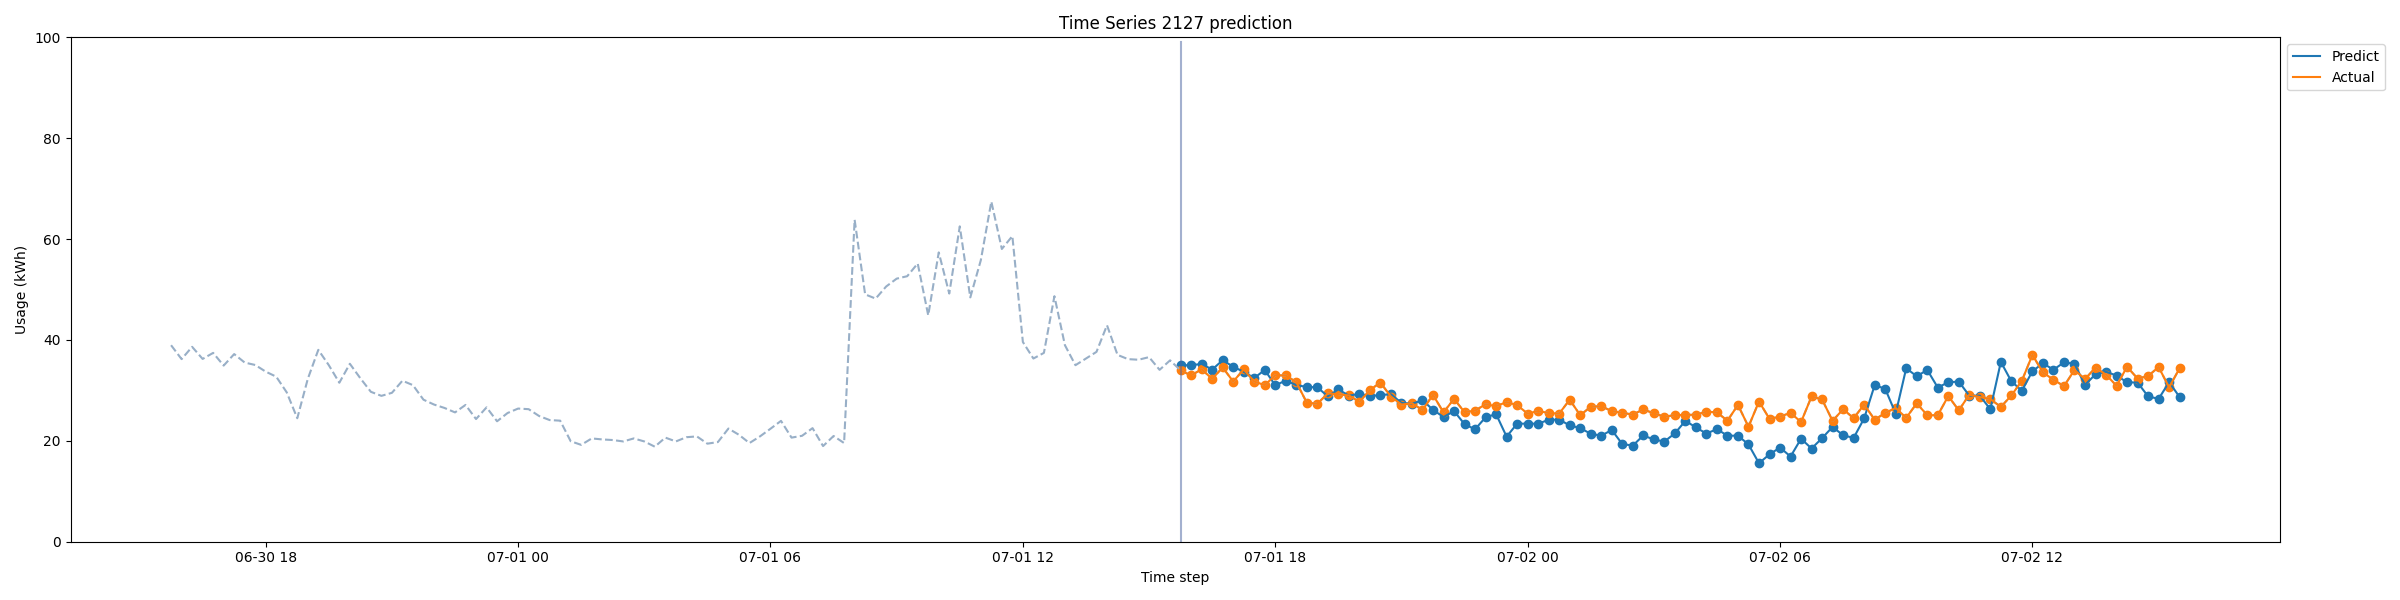 Time Series 2127 prediction
100
80
60
40
20
0
Usage (kWh)
06-30 18
07-01 00
07-01 06
07-01 12
07-01 18
07-02 00
07-02 06
07-02 12
Time step
Predict
Actual